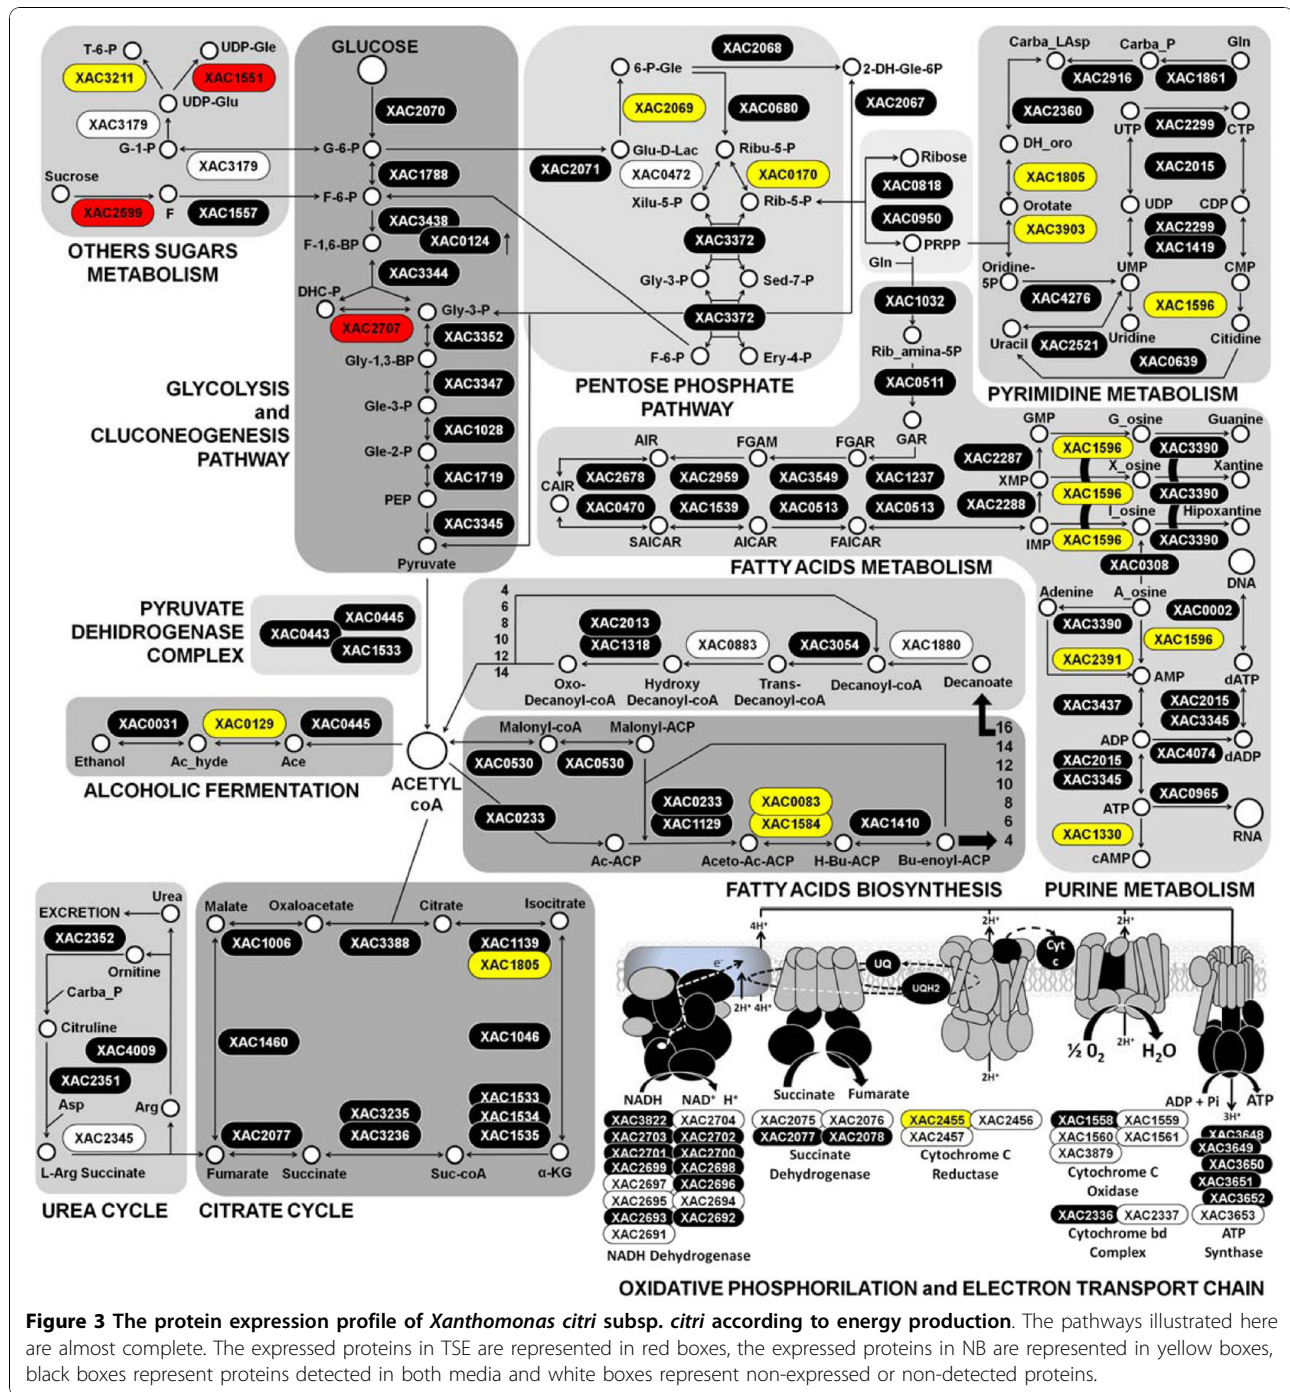 T-6-P
UDP-Gle
XAC3211
XAC1551
UDP-Glu
XAC3179
G-1-P
XAC3179
Sucrose
XAC2599
F
XAC1557
OTHERS SUGARS
METABOLISM
GLUCOSE
XAC2070
G-6-P
XAC1788
F-6-P
XAC3438
XAC0124
F-1,6-BP
XAC3344
DHC-P
Gly-3-P
XAC2707
XAC3352
Gly-1,3-BP
XAC3347
Gle-3-P
XAC1028
Gle-2-P
XAC1719
PEP
XAC3345
Pyruvate
GLYCOLYSIS
and
CLUCONEOGENESIS
PATHWAY
XAC2068
6-P-Gle
2-DH-Gle-6P
XAC2069
XAC0680
XAC2067
Glu-D-Lac
Ribu-5-P
XAC2071
XAC0472
XAC0170
Xilu-5-P
Rib-5-P
XAC3372
Gly-3-P
Sed-7-P
XAC3372
F-6-P
Ery-4-P
PENTOSE PHOSPHATE
PATHWAY
Ribose
XAC0818
XAC0950
PRPP
Gln
XAC1032
Rib_amina-5P
XAC0511
GAR
Carba_LAsp
Carba_P
Gln
XAC2916
XAC1861
XAC2360
UTP
XAC2299
CTP
DH_oro
XAC2015
XAC1805
Orotate
UDP
CDP
XAC3903
XAC2299
XAC1419
Oridine-
5P
UMP
CMP
XAC4276
XAC1596
Uracil
XAC2521
Uridine
Citidine
XAC0639
PYRIMIDINE METABOLISM
AIR
FGAM
FGAR
XAC2678
XAC2959
XAC3549
XAC1237
CAIR
XAC0470
XAC1539
XAC0513
XAC0513
SAICAR
AICAR
FAICAR
FATTY ACIDS METABOLISM
GMP
G_osine
Guanine
XAC2287
XAC1596
XAC3390
XMP
X_osine
Xantine
XAC2288
XAC1596
XAC3390
IMP
I_osine
Hipoxantine
XAC1596
XAC3390
XAC0308
DNA
Adenine
A_osine
XAC0002
XAC3390
XAC1596
XAC2391
AMP
dATP
XAC3437
XAC2015
XAC3345
ADP
XAC4074
dADP
XAC2015
XAC3345
ATP
XAC0965
RNA
XAC1330
cAMP
PURINE METABOLISM
PYRUVATE
DEHIDROGENASE
COMPLEX
XAC0445
XAC0443
XAC1533
4
6
8
10
12
14
XAC2013
XAC1318
XAC0883
XAC3054
XAC1880
Oxo-
Decanoyl-coA
Hydroxy
Decanoyl-coA
Trans-
Decanoyl-coA
Decanoyl-coA
Decanoate
XAC0031
XAC0129
XAC0445
Ethanol
Ac_hyde
Ace
ALCOHOLIC FERMENTATION
ACETYL
coA
Malonyl-coA
Malonyl-ACP
XAC0530
XAC0530
XAC0233
XAC0233
XAC1129
XAC0083
XAC1584
XAC1410
Ac-ACP
Aceto-Ac-ACP
H-Bu-ACP
Bu-enoyl-ACP
16
14
12
10
8
6
4
FATTY ACIDS BIOSYNTHESIS
Urea
EXCRETION
XAC2352
Ornitine
Carba_P
Citruline
XAC4009
XAC2351
Asp
Arg
XAC2345
L-Arg Succinate
UREA CYCLE
Malate
Oxaloacetate
Citrate
Isocitrate
XAC1006
XAC3388
XAC1139
XAC1805
XAC1460
XAC1046
XAC2077
XAC3235
XAC3236
XAC1533
XAC1534
XAC1535
Fumarate
Succinate
Suc-coA
α-KG
CITRATE CYCLE
4H⁺
2H⁺
2H⁺
e⁻
2H⁺
4H⁺
UQ
UQH2
Cyt
c
2H⁺
2H⁺
½ O₂
H₂O
NADH
NAD⁺ H⁺
Succinate
Fumarate
ADP + Pi
ATP
3H⁺
XAC3822
XAC2704
XAC2703
XAC2702
XAC2701
XAC2700
XAC2699
XAC2698
XAC2697
XAC2696
XAC2695
XAC2694
XAC2693
XAC2692
XAC2691
NADH Dehydrogenase
XAC2075
XAC2076
XAC2077
XAC2078
Succinate
Dehydrogenase
XAC2455
XAC2456
XAC2457
Cytochrome C
Reductase
XAC1558
XAC1559
XAC1560
XAC1561
XAC3879
Cytochrome C
Oxidase
XAC2336
XAC2337
Cytochrome bd
Complex
XAC3648
XAC3649
XAC3650
XAC3651
XAC3652
XAC3653
ATP
Synthase
OXIDATIVE PHOSPHORILATION and ELECTRON TRANSPORT CHAIN
Figure 3 The protein expression profile of Xanthomonas citri subsp. citri according to energy production. The pathways illustrated here
are almost complete. The expressed proteins in TSE are represented in red boxes, the expressed proteins in NB are represented in yellow boxes,
black boxes represent proteins detected in both media and white boxes represent non-expressed or non-detected proteins.